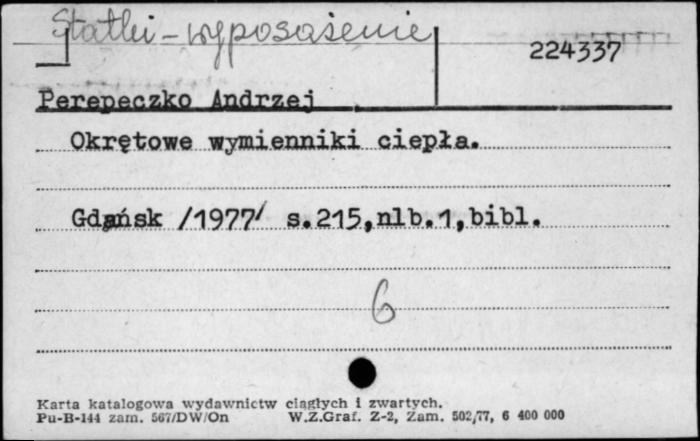 Statki - wyposażenie
224337
Perepeczko Andrzej
Okrętowe wymienniki ciepła.
Gdańsk /1977/ s.215,nlb.1,bibl.
6
Karta katalogowa wydawnictw ciągłych i zwartych.
Pu-B-144 zam. 567/DW/On W.Z.Graf. Z-2, Zam. 502/77, 6 400 000